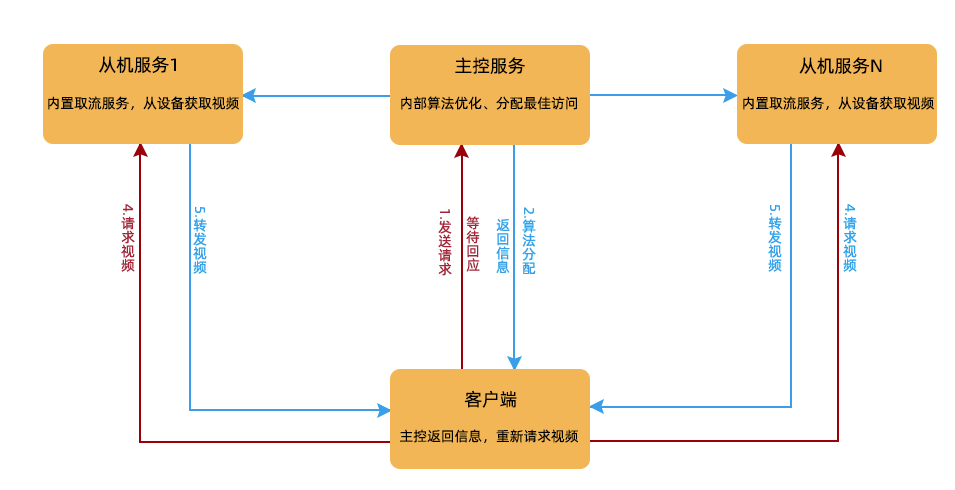 从机服务1
内置取流服务，从设备获取视频
主控服务
内部算法优化、分配最佳访问
从机服务N
内置取流服务，从设备获取视频
4.请求视频
5.转发视频
1.发送请求
等待回应
2.算法分配
返回信息
5.转发视频
4.请求视频
客户端
主控返回信息，重新请求视频